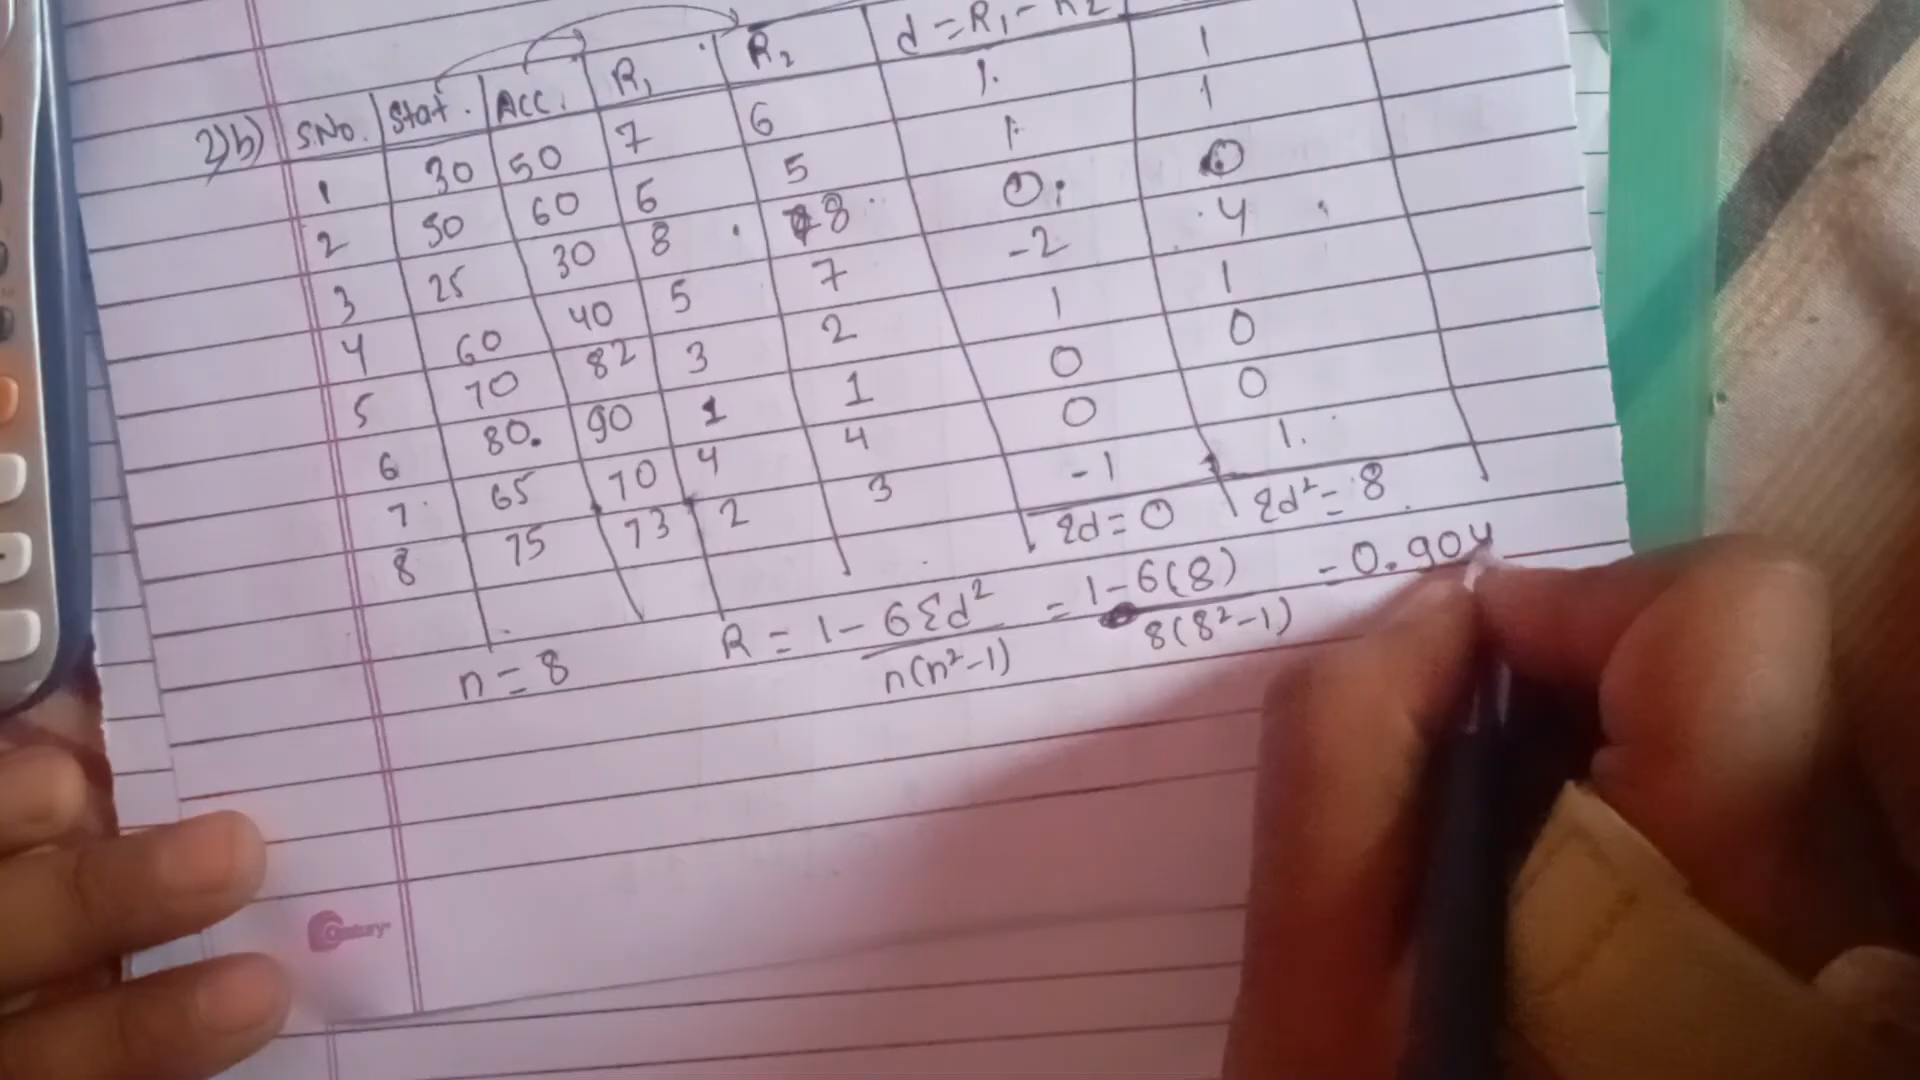 2)b) S.No. Stat. Acc. R₁ R₂ d = R₁ - R₂
1 30 50 7 6 1 1
2 50 60 6 5 1 1
3 25 30 8 8 0 0
4 60 40 5 7 -2 4
5 70 82 3 2 1 1
6 80 90 1 1 0 0
7 65 70 4 4 0 0
8 75 73 2 3 -1 1
Σd = 0 Σd² = 8
n = 8
R = 1 - 6Σd² / n(n²-1) = 1 - 6(8) / 8(8²-1) - 0.904
Century